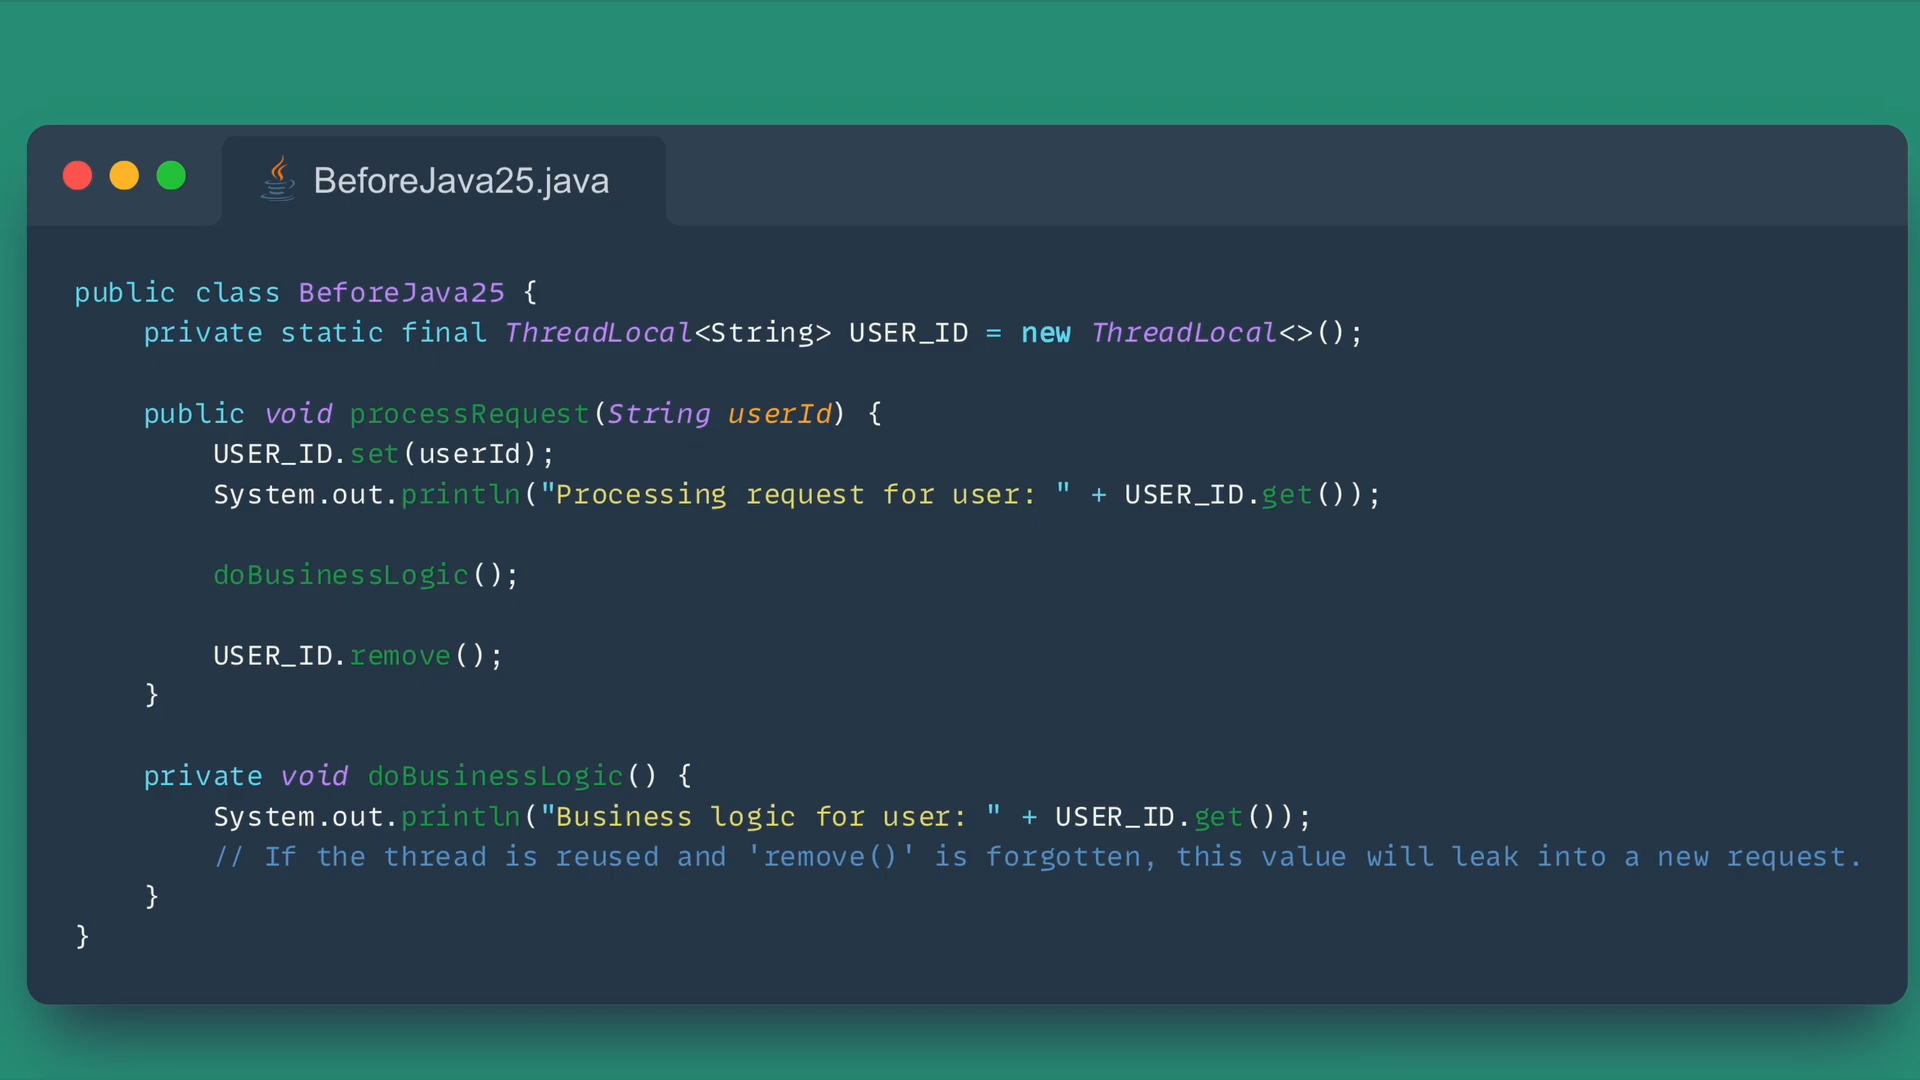 BeforeJava25.java
public class BeforeJava25 {
private static final ThreadLocal<String> USER_ID = new ThreadLocal<>();
public void processRequest(String userId) {
USER_ID.set(userId);
System.out.println("Processing request for user: " + USER_ID.get());
doBusinessLogic();
USER_ID.remove();
}
private void doBusinessLogic() {
System.out.println("Business logic for user: " + USER_ID.get());
// If the thread is reused and 'remove()' is forgotten, this value will leak into a new request.
}
}